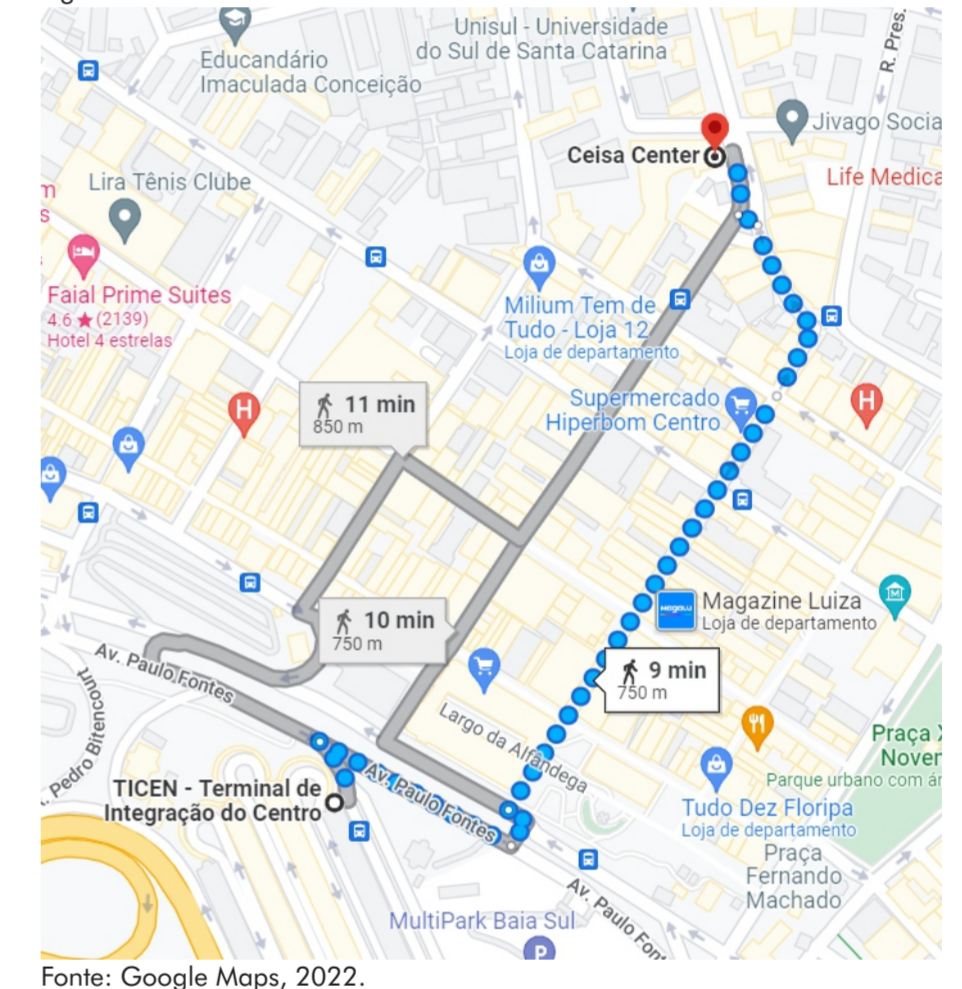 Unisul - Universidade
do Sul de Santa Catarina
R. Pres.
Educandário
Imaculada Conceição
Jivago Socia
Ceisa Center
Life Medica
Lira Tênis Clube
m
s
Faial Prime Suites
4.6 ★ (2139)
Hotel 4 estrelas
Milium Tem de
Tudo - Loja 12
Loja de departamento
11 min
850 m
H
Supermercado
Hiperbom Centro
H
Magalu
Magazine Luiza
Loja de departamento
10 min
750 m
9 min
750 m
Av. Paulo Fontes
. Pedro Bitencourt
Largo da Alfândega
Praça X
Nover
Parque urbano com ár
TICEN - Terminal de
Integração do Centro
Av. Paulo Fontes
Tudo Dez Floripa
Loja de departamento
Praça
Fernando
Machado
Av. Paulo Font
MultiPark Baia Sul
P
Fonte: Google Maps, 2022.